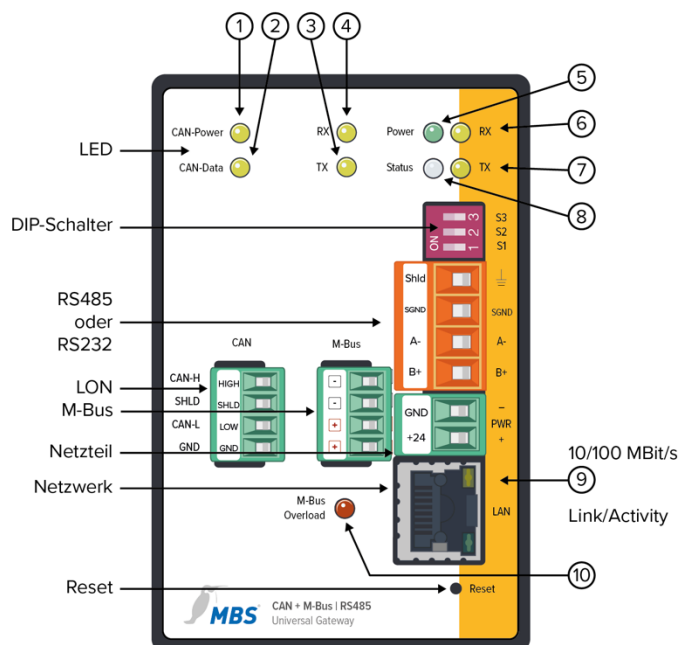 1
2
3
4
5
6
7
8
LED
CAN-Power
CAN-Data
RX
TX
Power
Status
RX
TX
DIP-Schalter
ON
1 2 3
S3
S2
S1
RS485
oder
RS232
Shld
SGND
SGND
A-
A-
B+
B+
CAN
M-Bus
LON
M-Bus
CAN-H
HIGH
SHLD
SHLD
CAN-L
LOW
GND
GND
-
-
+
+
GND
+24
–
PWR
+
Netzteil
Netzwerk
10/100 MBit/s
9
LAN
Link/Activity
M-Bus
Overload
10
Reset
Reset
MBS
CAN + M-Bus | RS485
Universal Gateway